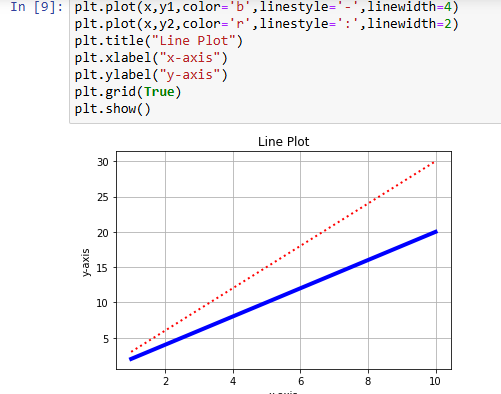 In [9]: plt.plot(x,y1,color='b',linestyle='-',linewidth=4)
plt.plot(x,y2,color='r',linestyle=':',linewidth=2)
plt.title("Line Plot")
plt.xlabel("x-axis")
plt.ylabel("y-axis")
plt.grid(True)
plt.show()
Line Plot
30
25
20
15
10
5
y-axis
2 4 6 8 10
x-axis